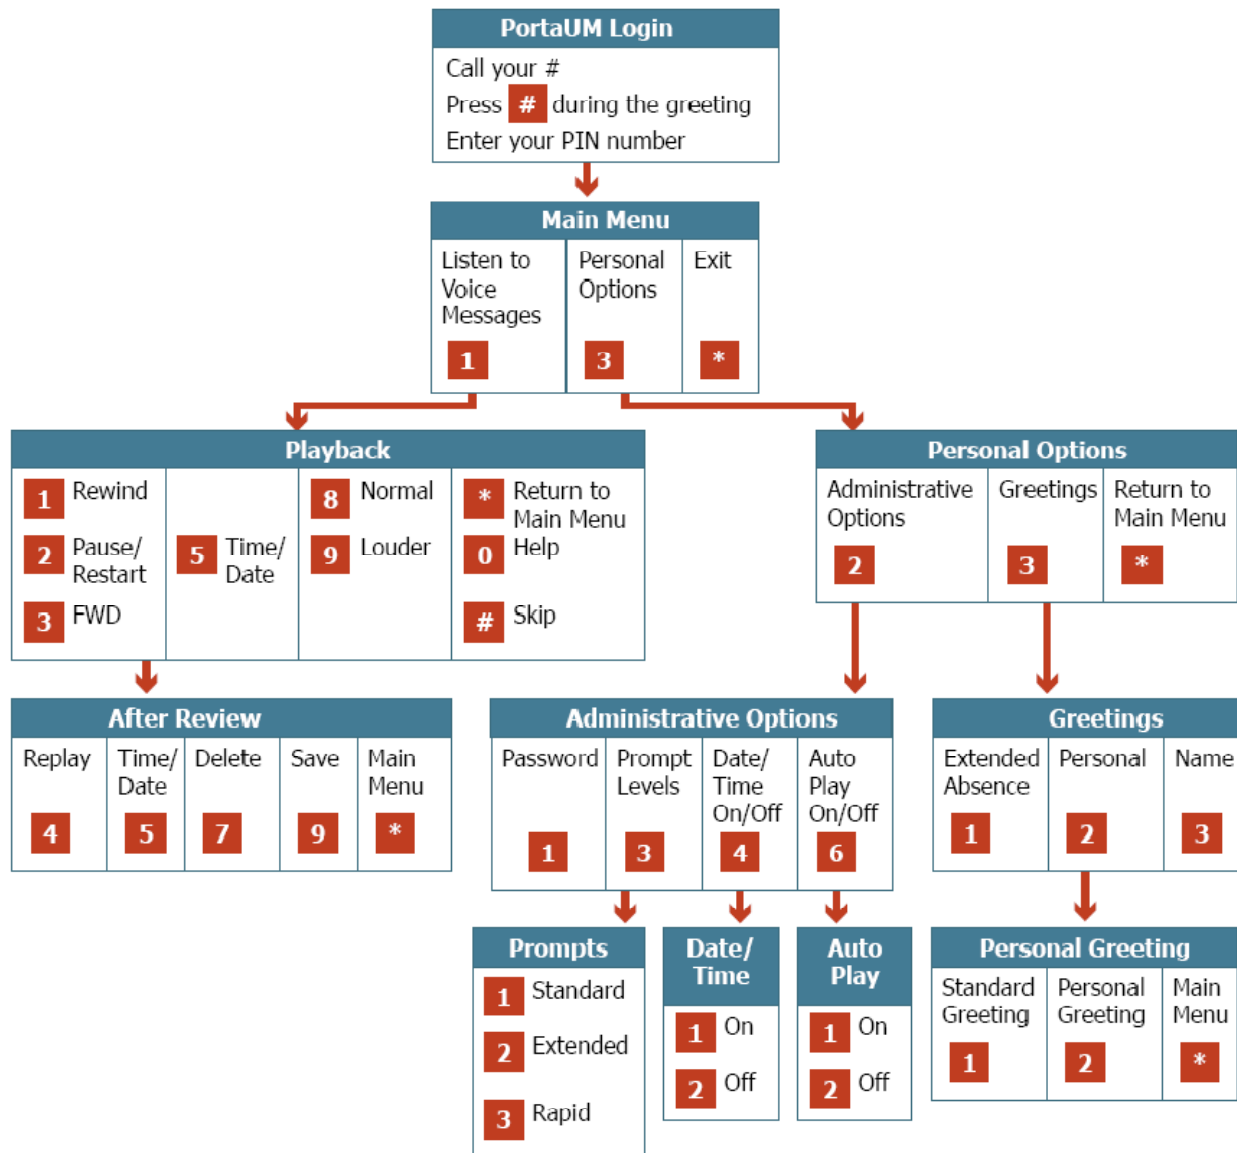 PortaUM Login
Call your #
Press # during the greeting
Enter your PIN number
Main Menu
Listen to
Voice
Messages
1
Personal
Options
3
Exit
*
Playback
1 Rewind
2 Pause/
Restart
3 FWD
5 Time/
Date
8 Normal
9 Louder
* Return to
Main Menu
0 Help
# Skip
Personal Options
Administrative
Options
2
Greetings
3
Return to
Main Menu
*
After Review
Replay
4
Time/
Date
5
Delete
7
Save
9
Main
Menu
*
Administrative Options
Password
1
Prompt
Levels
3
Date/
Time
On/Off
4
Auto
Play
On/Off
6
Greetings
Extended
Absence
1
Personal
2
Name
3
Prompts
1 Standard
2 Extended
3 Rapid
Date/
Time
1 On
2 Off
Auto
Play
1 On
2 Off
Personal Greeting
Standard
Greeting
1
Personal
Greeting
2
Main
Menu
*